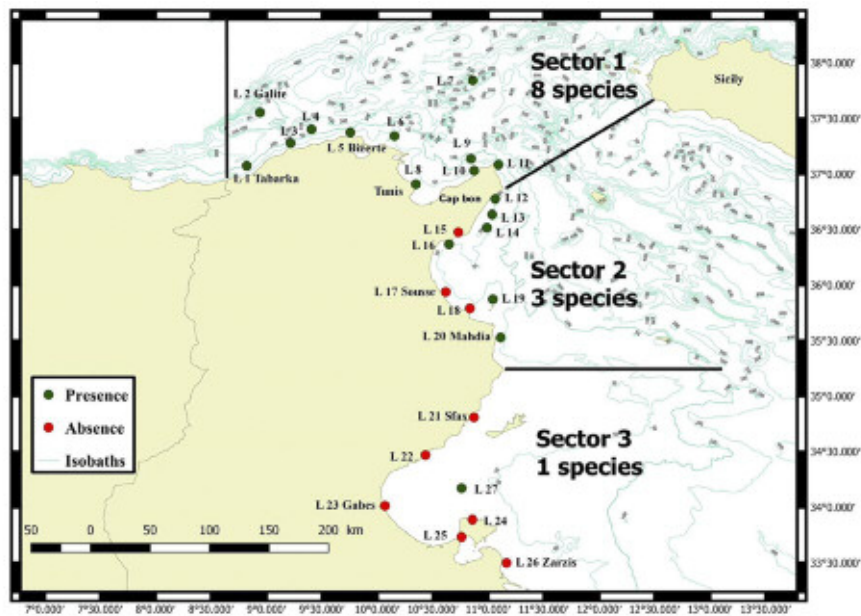 Sector 1
8 species
Sicily
38°0.000'
L 7
L 2 Galite
L 4
L 3
L 6
L 5 Bizerte
37°30.000'
L 9
L 10
L 11
L 8
L 1 Tabarka
37°0.000'
Tunis
Cap bon
L 12
L 13
L 14
L 15
L 16
36°30.000'
Sector 2
3 species
L 17 Sousse
L 19
36°0.000'
L 18
L 20 Mahdia
35°30.000'
Presence
Absence
Isobaths
35°0.000'
L 21 Sfax
Sector 3
1 species
L 22
34°30.000'
L 27
L 23 Gabes
L 24
34°0.000'
50 0 50 100 150 200 km
L 25
L 26 Zarzis
33°30.000'
7°0.000' 7°30.000' 8°0.000' 8°30.000' 9°0.000' 9°30.000' 10°0.000' 10°30.000' 11°0.000' 11°30.000' 12°0.000' 12°30.000' 13°0.000' 13°30.000'